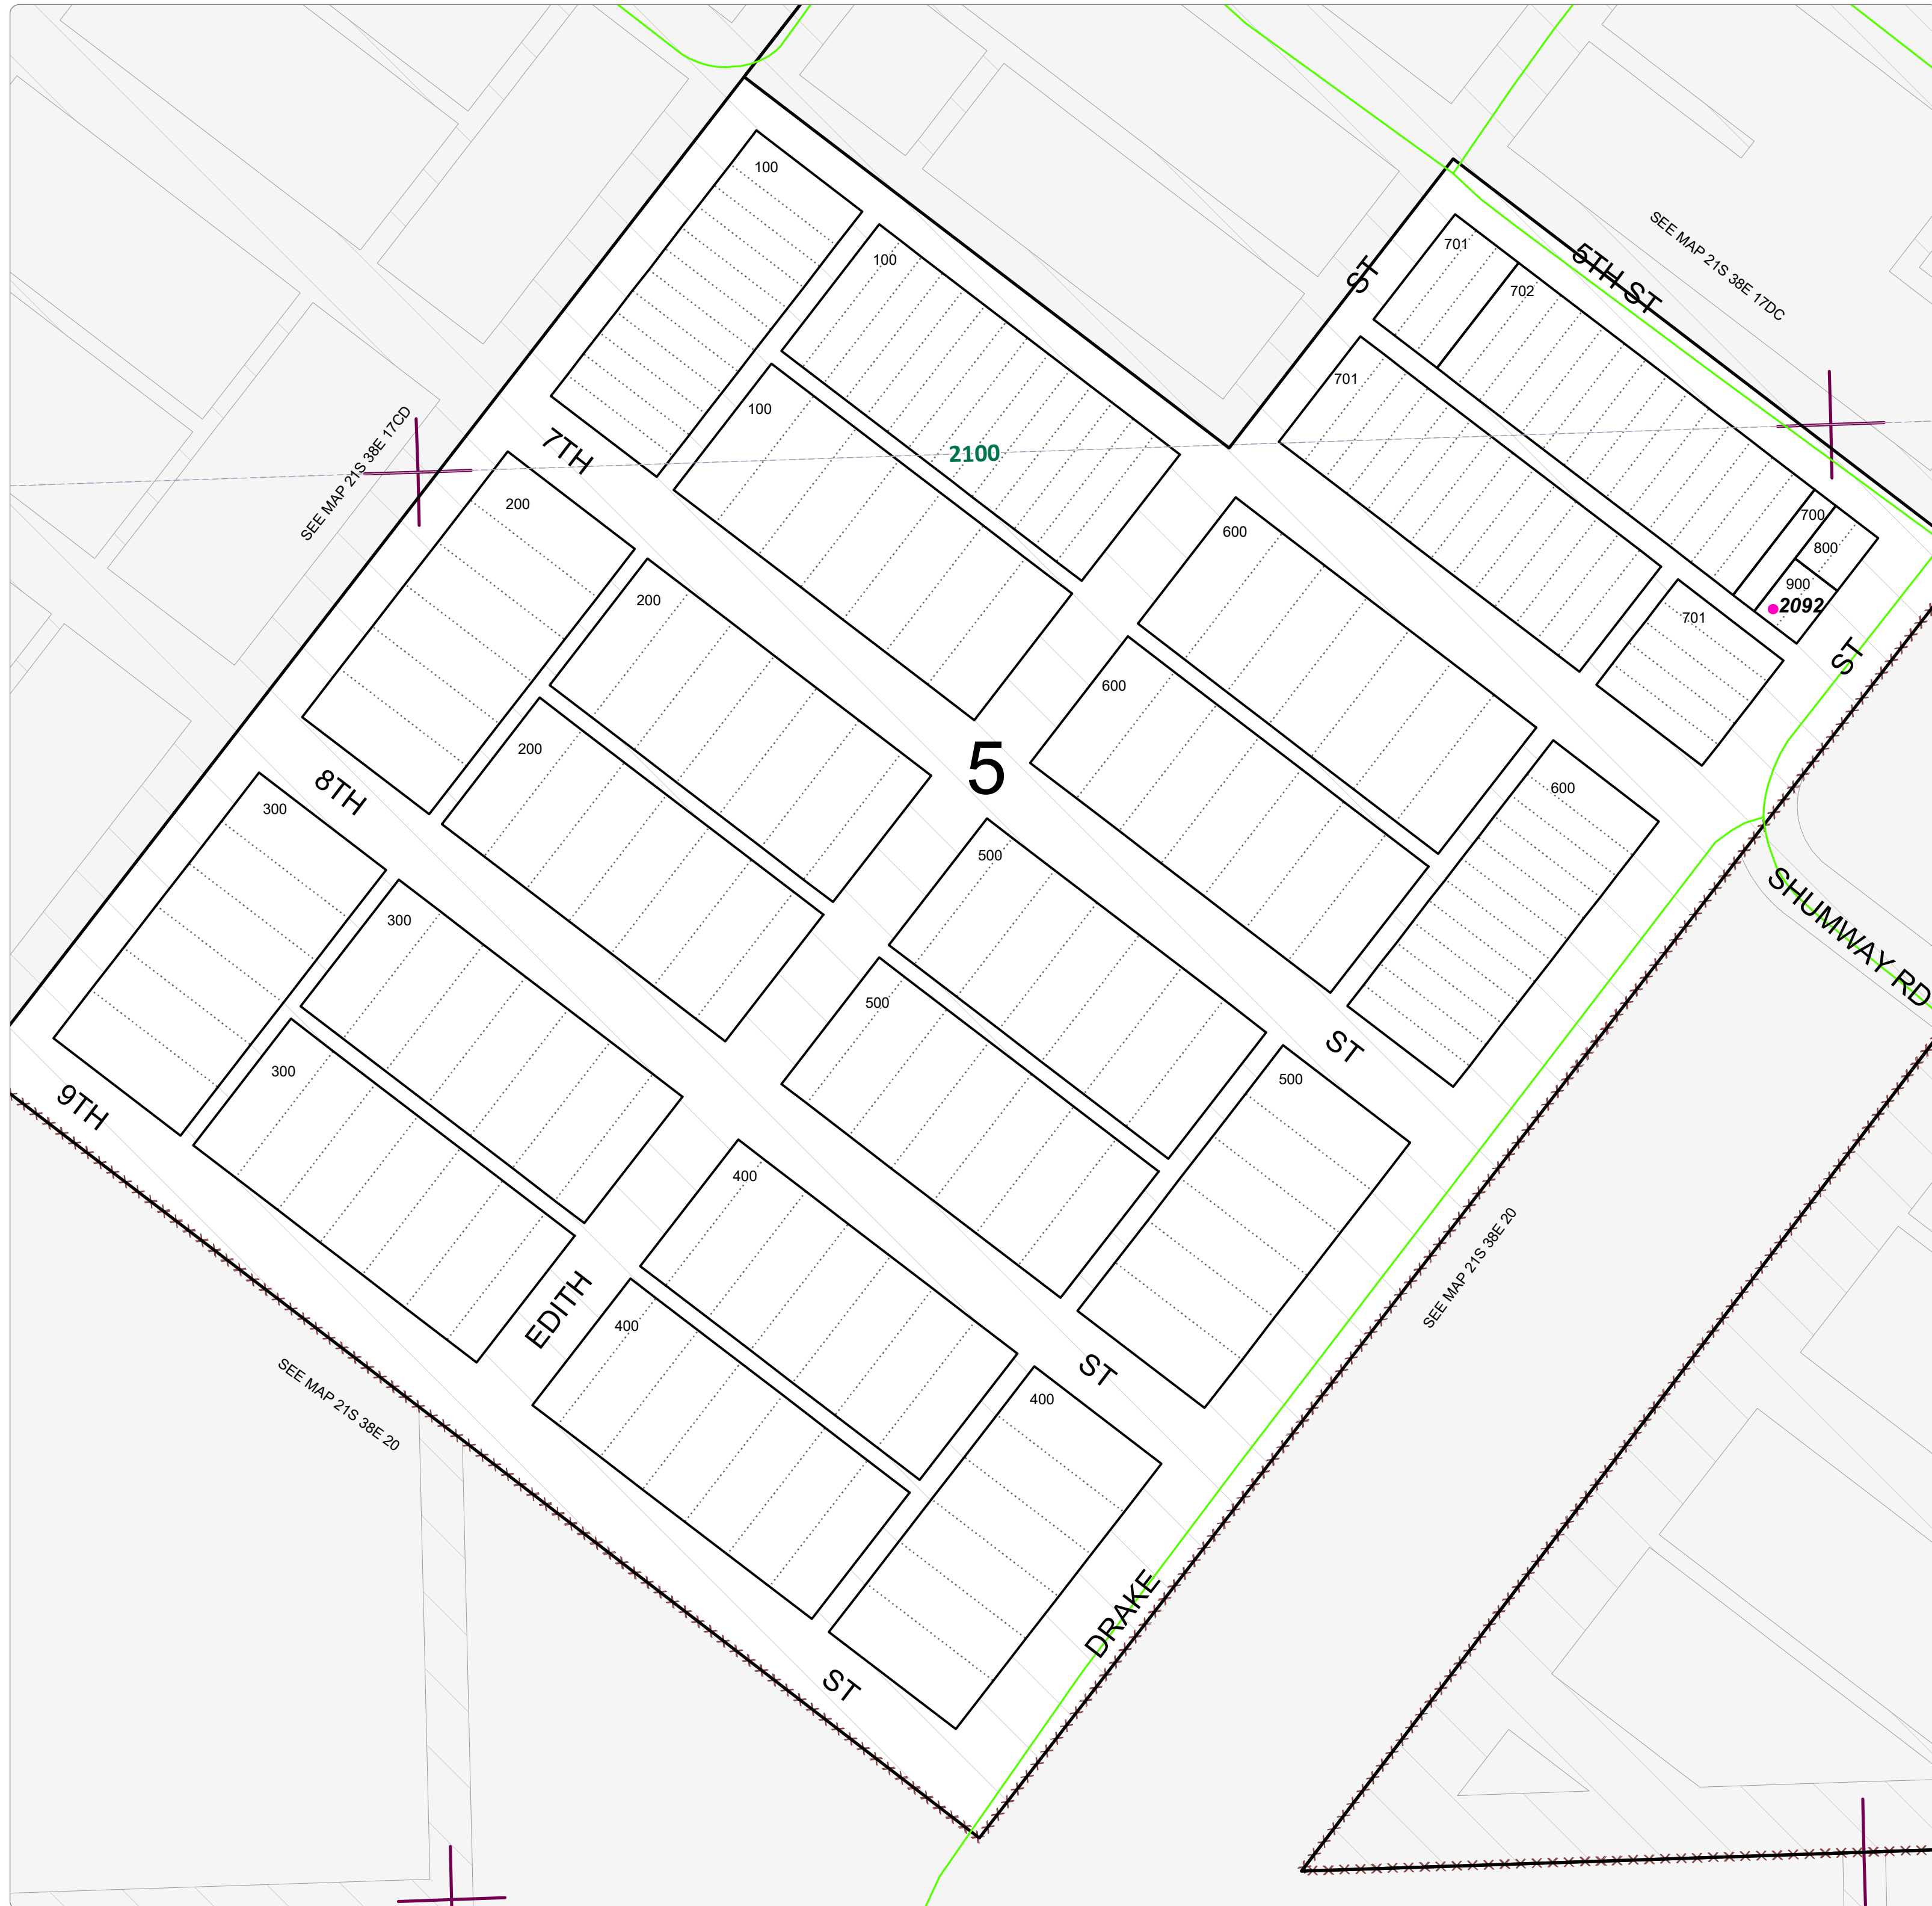 100
ST
701
5TH ST
SEE MAP 21S 38E 17DC
100
702
701
100
SEE MAP 21S 38E 17CD
7TH
2100
200
600
700
800
900
2092
200
701
ST
600
200
5
8TH
600
300
500
SHUMWAY RD
300
500
ST
500
9TH
300
400
SEE MAP 21S 38E 20
EDITH
400
ST
400
SEE MAP 21S 38E 20
DRAKE
ST